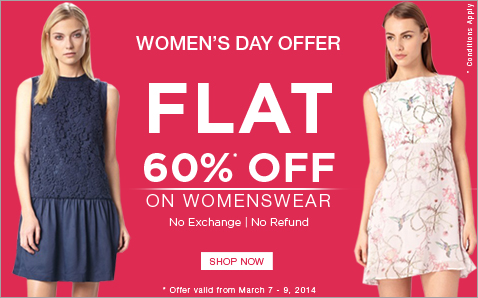 WOMEN'S DAY OFFER
FLAT
60%* OFF
ON WOMENSWEAR
No Exchange | No Refund
SHOP NOW
* Offer valid from March 7 - 9, 2014
* Conditions Apply